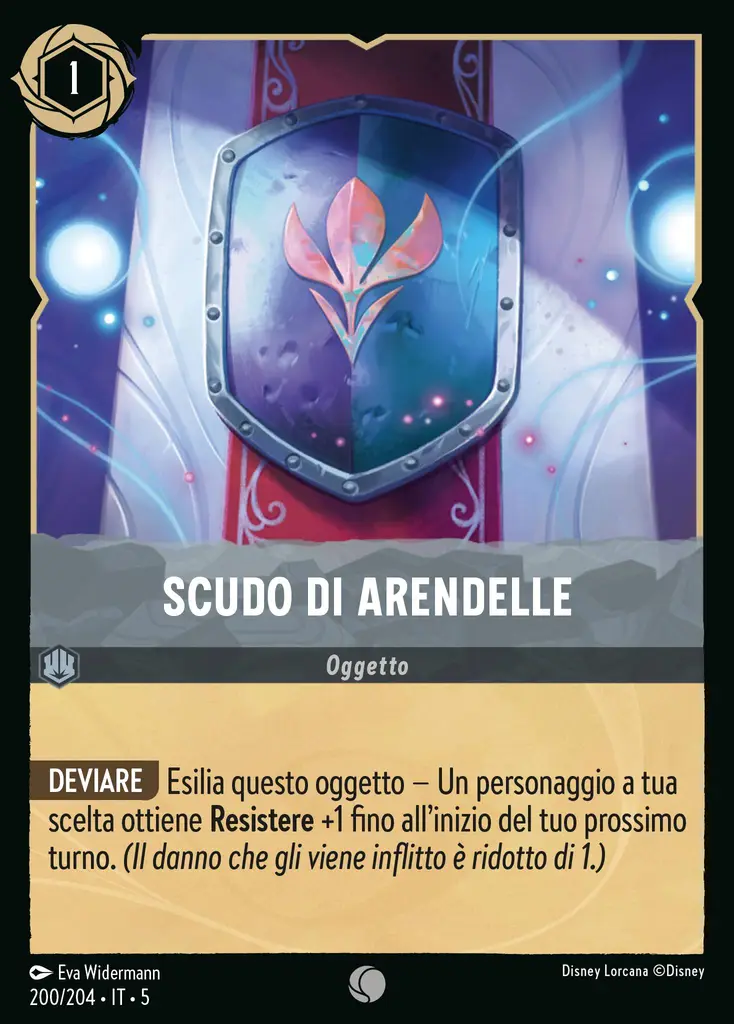 1
SCUDO DI ARENDELLE
Oggetto
DEVIARE Esilia questo oggetto – Un personaggio a tua
scelta ottiene Resistere +1 fino all'inizio del tuo prossimo
turno. (Il danno che gli viene inflitto è ridotto di 1.)
Eva Widermann
Disney Lorcana ©Disney
200/204 • IT • 5